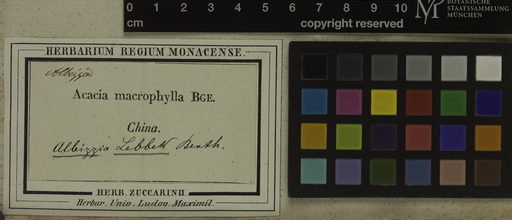 0 1 2 3 4 5 6 7 8 9 10
cm
copyright reserved
BOTANISCHE
STAATSSAMMLUNG
MÜNCHEN
HERBARIUM REGIUM MONACENSE.
Albizzia
Acacia macrophylla BGE.
China.
Albizzia Lebbek Benth.
HERB. ZUCCARINII
Herbar. Univ. Ludov. Maximil.